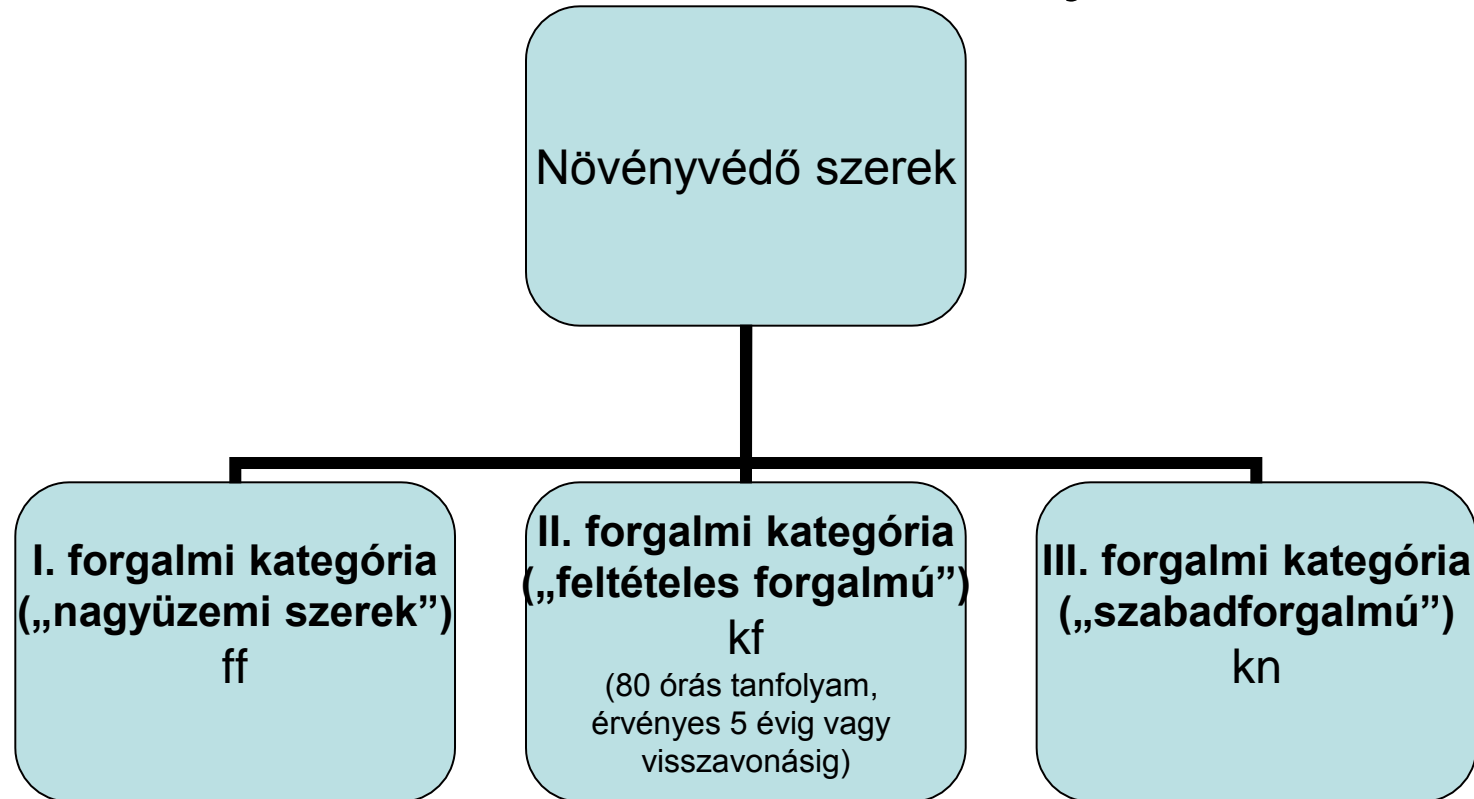 Növényvédő szerek
I. forgalmi kategória
(„nagyüzemi szerek”)
ff
II. forgalmi kategória
(„feltételes forgalmú”)
kf
(80 órás tanfolyam,
érvényes 5 évig vagy
visszavonásig)
III. forgalmi kategória
(„szabadforgalmú”)
kn